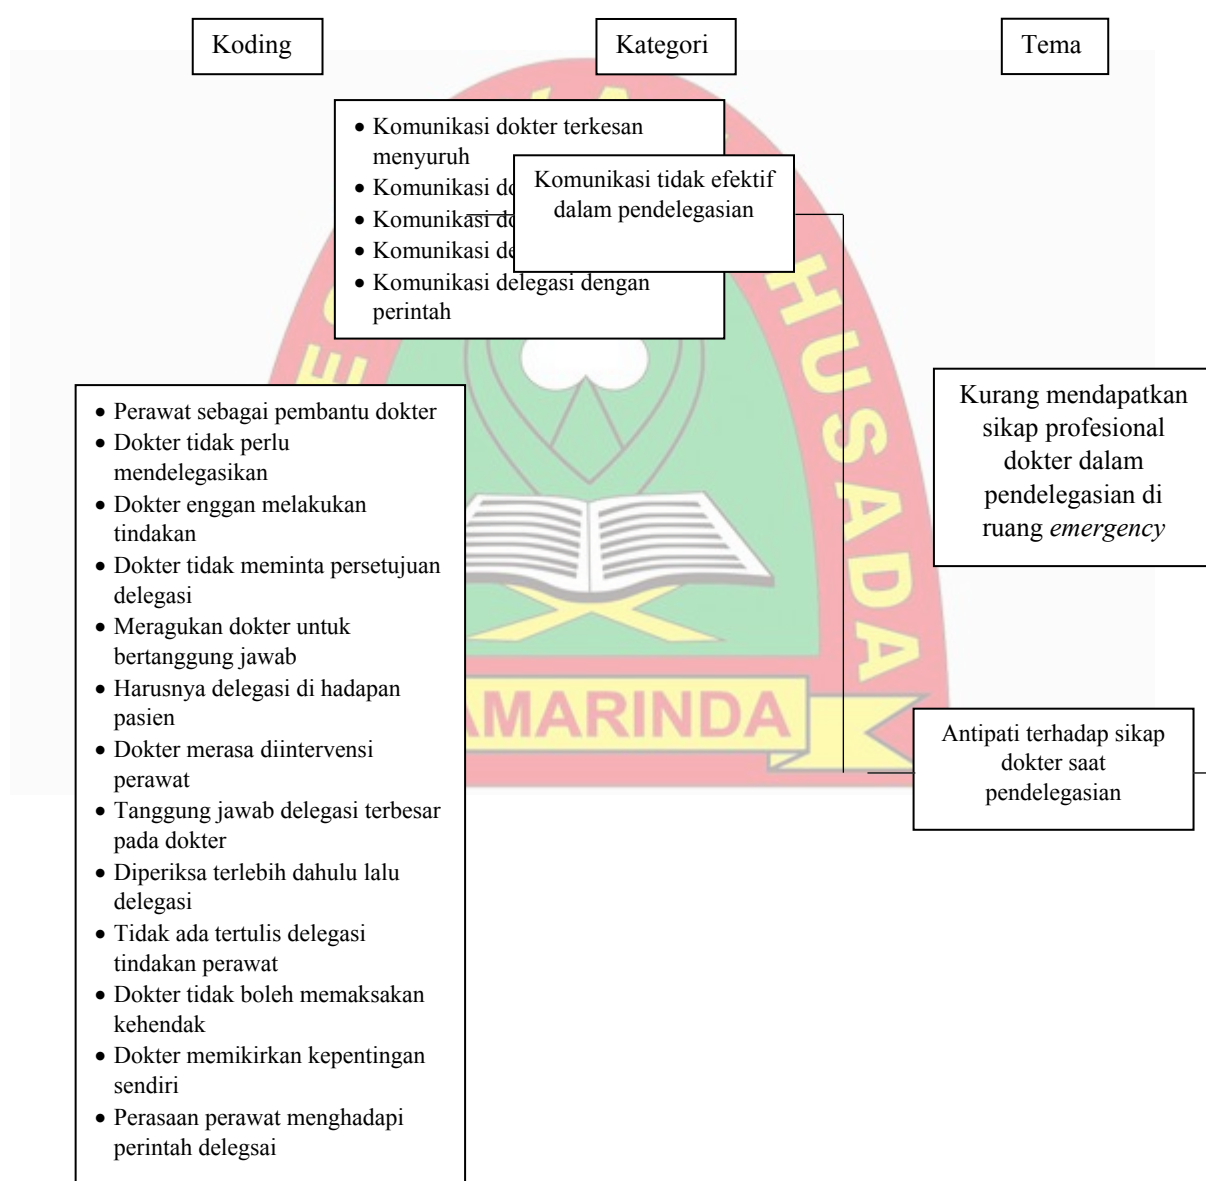 Koding
Kategori
Tema
• Komunikasi dokter terkesan
menyuruh
• Komunikasi
• Komunikasi
• Komunikasi
• Komunikasi delegasi dengan
perintah
Komunikasi tidak efektif
dalam pendelegasian
• Perawat sebagai pembantu dokter
• Dokter tidak perlu
mendelegasikan
• Dokter enggan melakukan
tindakan
• Dokter tidak meminta persetujuan
delegasi
• Meragukan dokter untuk
bertanggung jawab
• Harusnya delegasi di hadapan
pasien
• Dokter merasa diintervensi
perawat
• Tanggung jawab delegasi terbesar
pada dokter
• Diperiksa terlebih dahulu lalu
delegasi
• Tidak ada tertulis delegasi
tindakan perawat
• Dokter tidak boleh memaksakan
kehendak
• Dokter memikirkan kepentingan
sendiri
• Perasaan perawat menghadapi
perintah delegsai
Kurang mendapatkan
sikap profesional
dokter dalam
pendelegasian di
ruang emergency
Antipati terhadap sikap
dokter saat
pendelegasian
HUSADA
AMARINDA